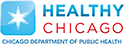 HEALTHY
CHICAGO
CHICAGO DEPARTMENT OF PUBLIC HEALTH